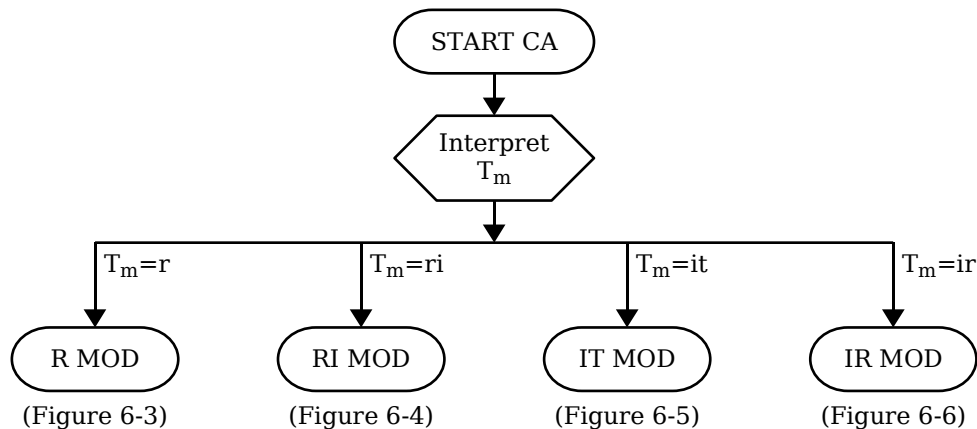 START CA
Interpret
Tm
Tm=r
Tm=ri
Tm=it
Tm=ir
R MOD
RI MOD
IT MOD
IR MOD
(Figure 6-3)
(Figure 6-4)
(Figure 6-5)
(Figure 6-6)